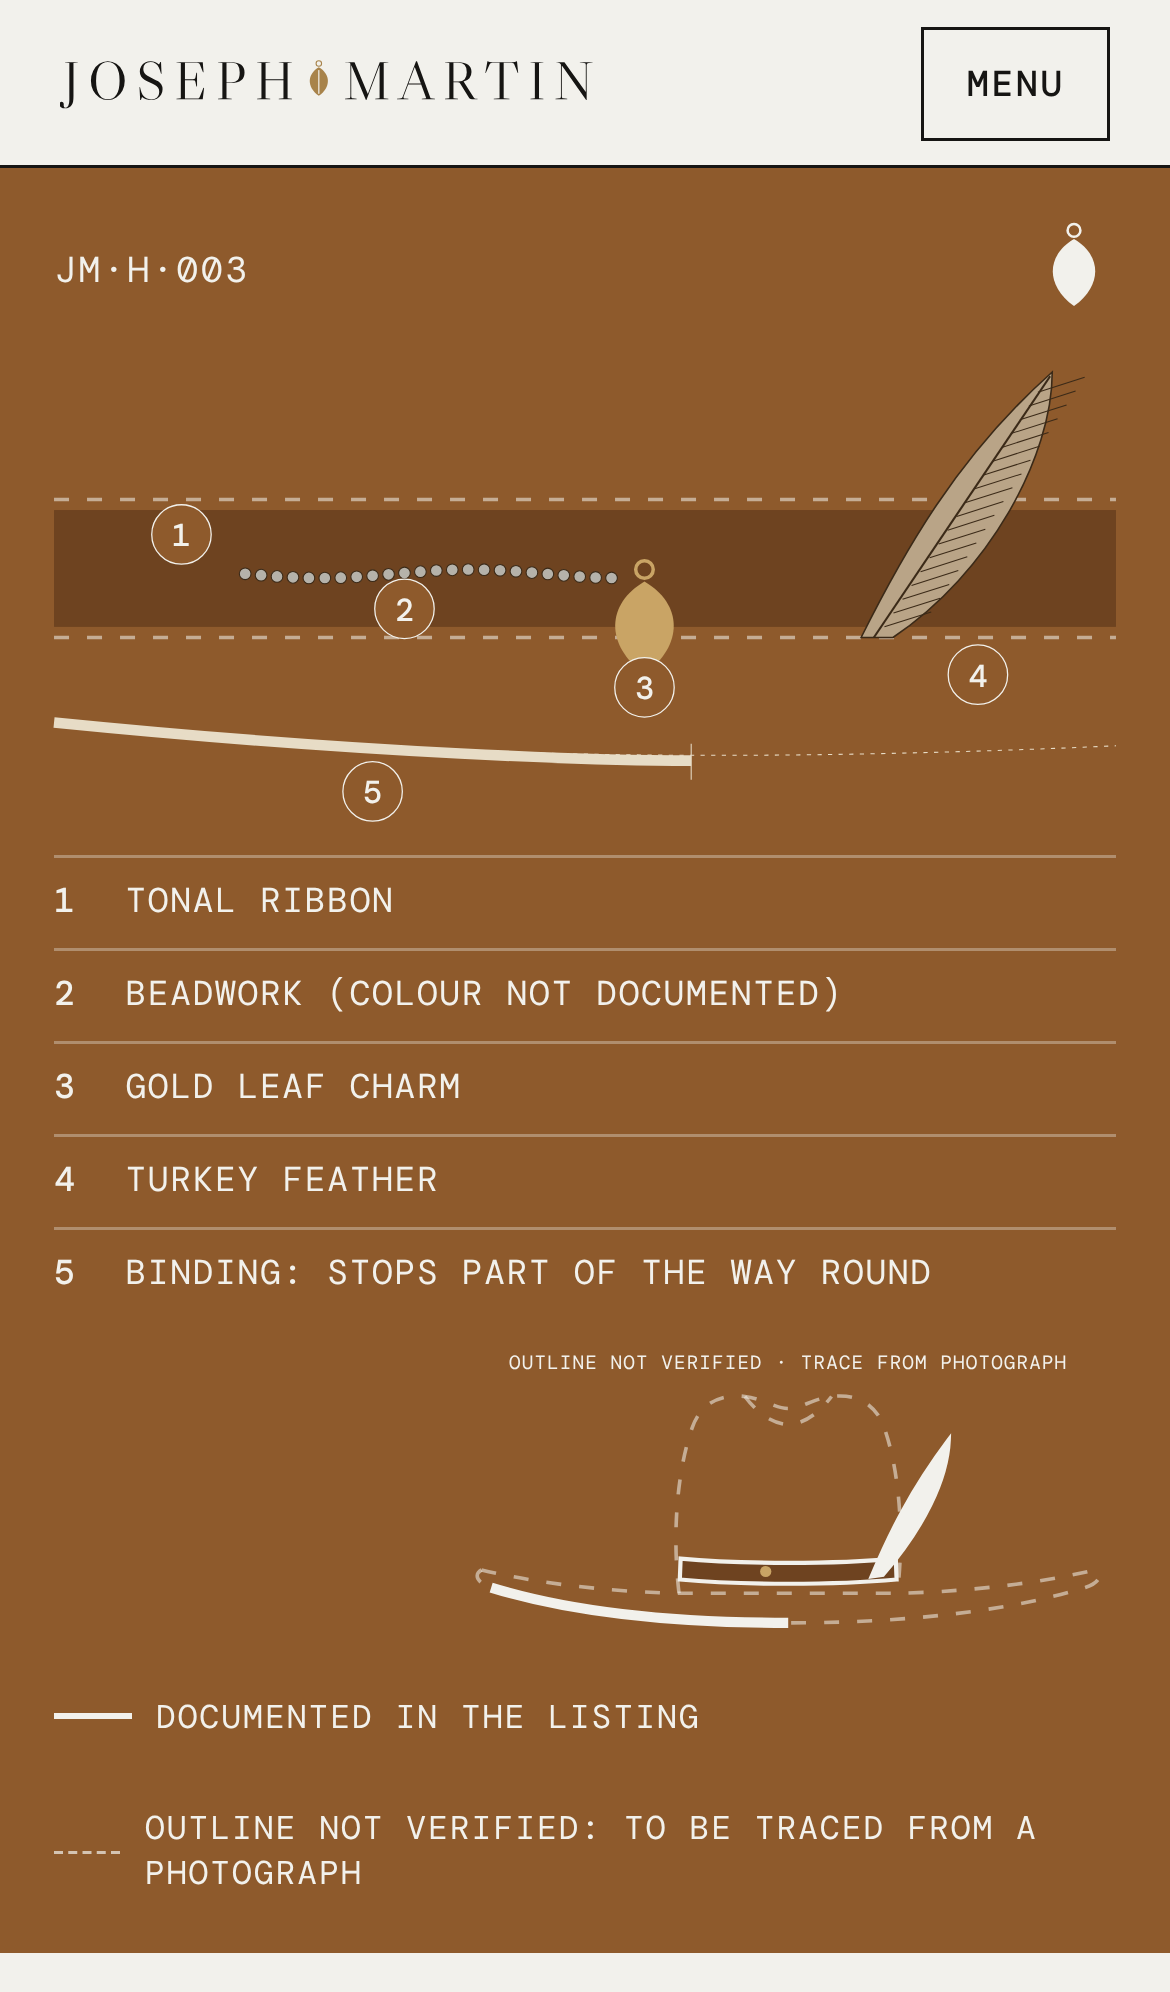 JOSEPH MARTIN
MENU
JM·H·003
1
2
3
4
5
1 TONAL RIBBON
2 BEADWORK (COLOUR NOT DOCUMENTED)
3 GOLD LEAF CHARM
4 TURKEY FEATHER
5 BINDING: STOPS PART OF THE WAY ROUND
OUTLINE NOT VERIFIED · TRACE FROM PHOTOGRAPH
DOCUMENTED IN THE LISTING
OUTLINE NOT VERIFIED: TO BE TRACED FROM A
PHOTOGRAPH